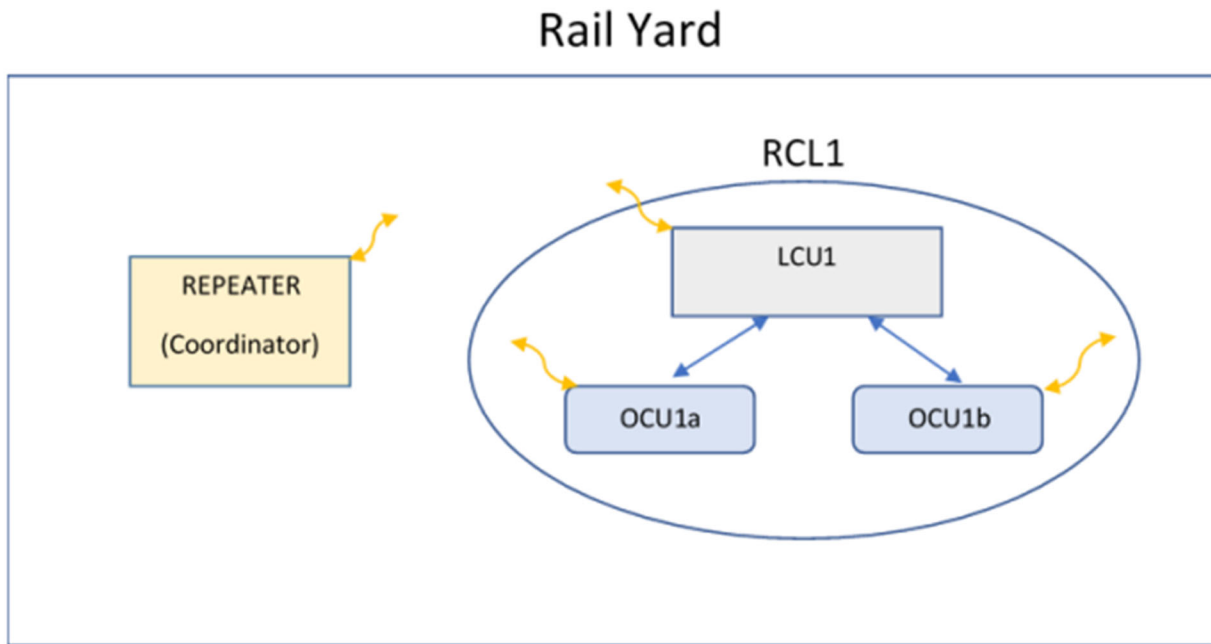 Rail Yard
RCL1
LCU1
REPEATER
(Coordinator)
OCU1a
OCU1b